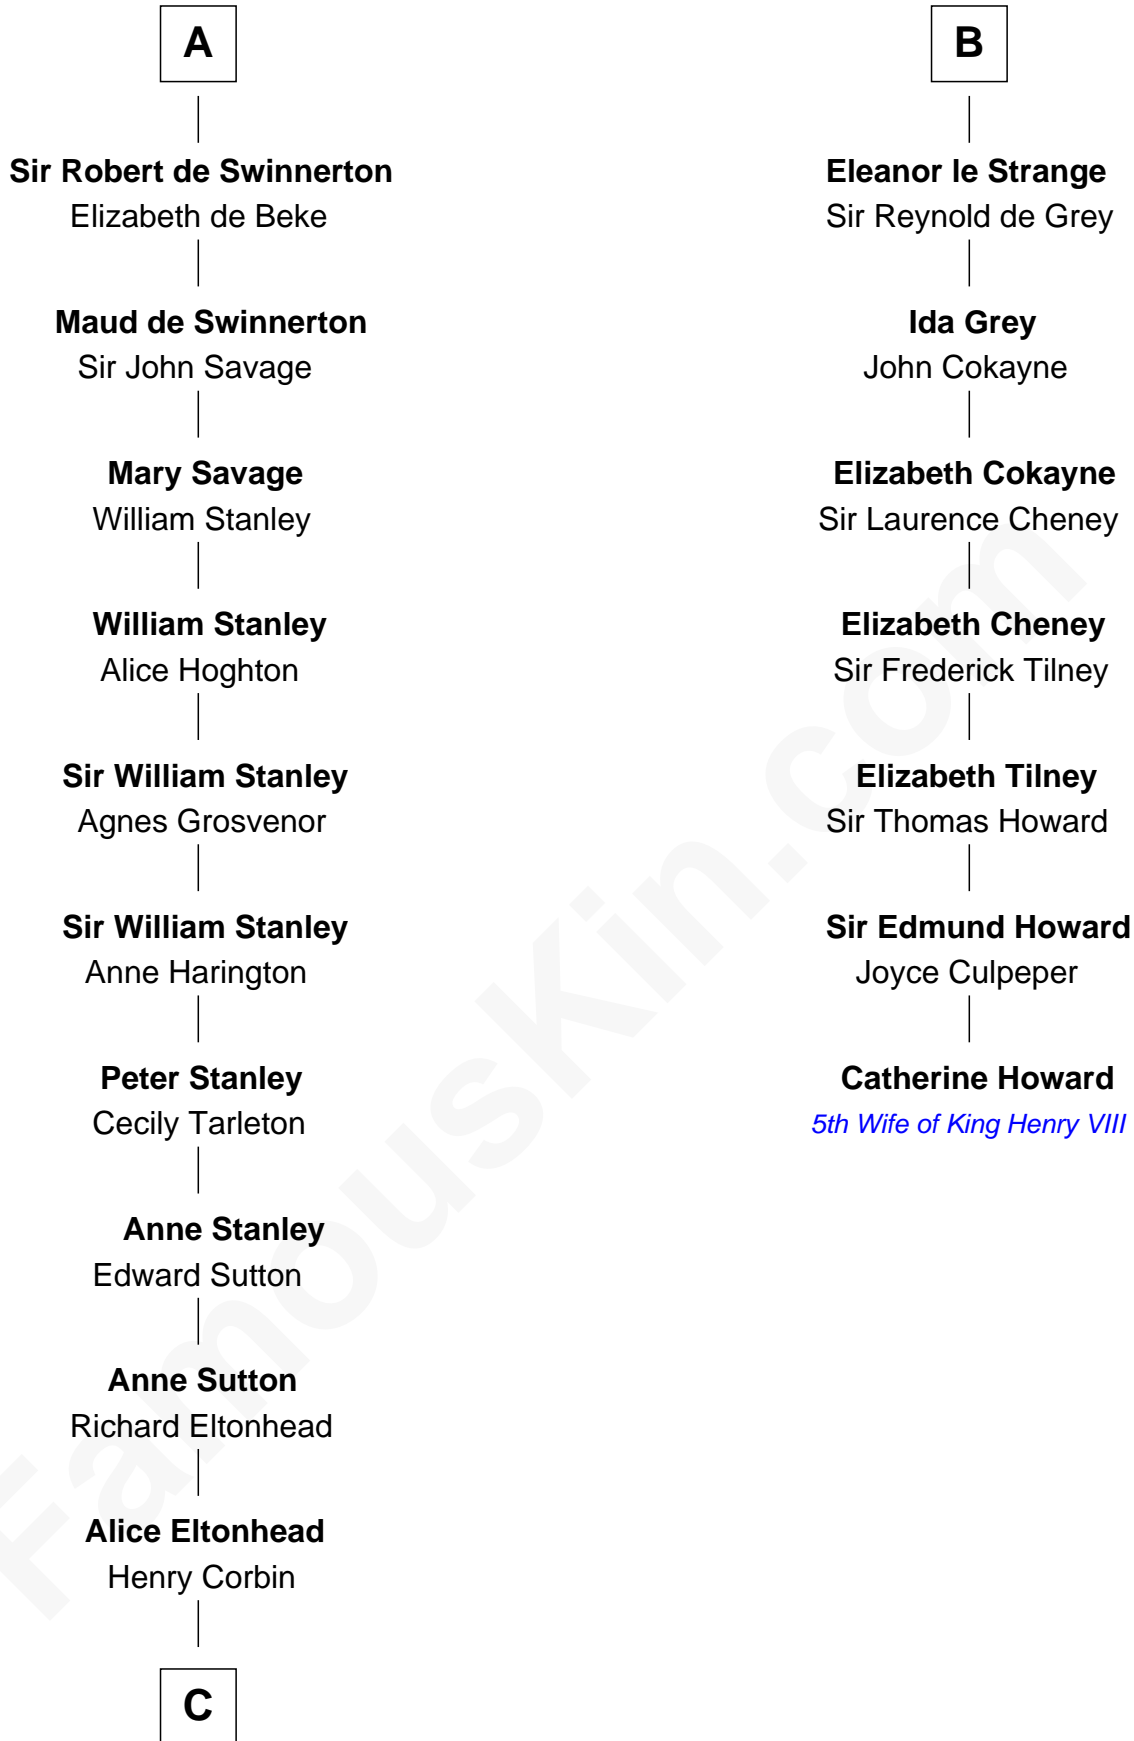 A
Sir Robert de Swinnerton
Elizabeth de Beke
Maud de Swinnerton
Sir John Savage
Mary Savage
William Stanley
William Stanley
Alice Hoghton
Sir William Stanley
Agnes Grosvenor
Sir William Stanley
Anne Harington
Peter Stanley
Cecily Tarleton
Anne Stanley
Edward Sutton
Anne Sutton
Richard Eltonhead
Alice Eltonhead
Henry Corbin
C
B
Eleanor le Strange
Sir Reynold de Grey
Ida Grey
John Cokayne
Elizabeth Cokayne
Sir Laurence Cheney
Elizabeth Cheney
Sir Frederick Tilney
Elizabeth Tilney
Sir Thomas Howard
Sir Edmund Howard
Joyce Culpeper
Catherine Howard
5th Wife of King Henry VIII
FamousKin.com